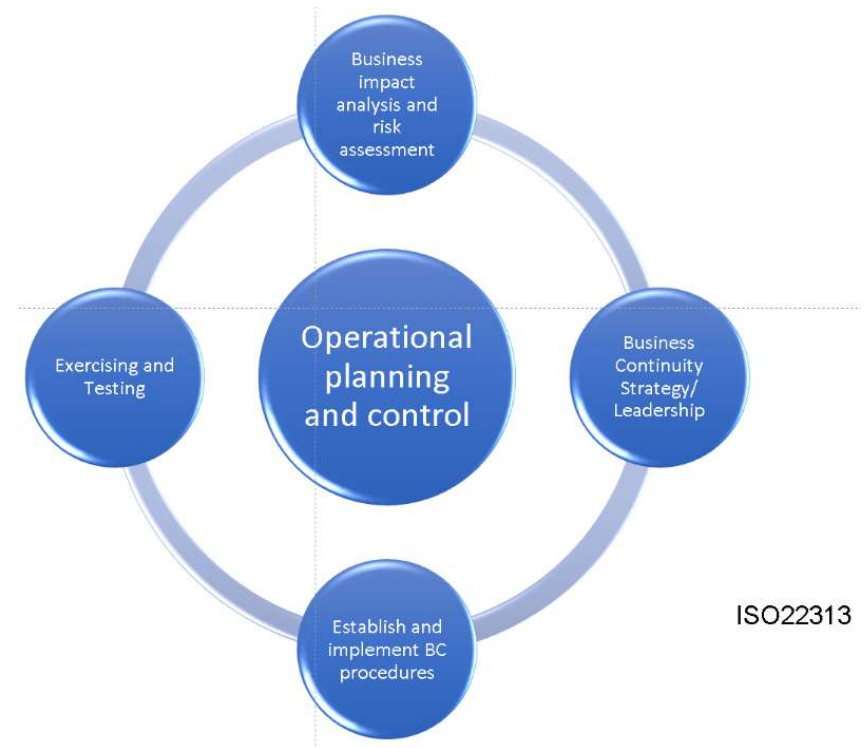 Business
impact
analysis and
risk
assessment
Operational
planning
and control
Exercising and
Testing
Business
Continuity
Strategy/
Leadership
Establish and
implement BC
procedures
ISO22313